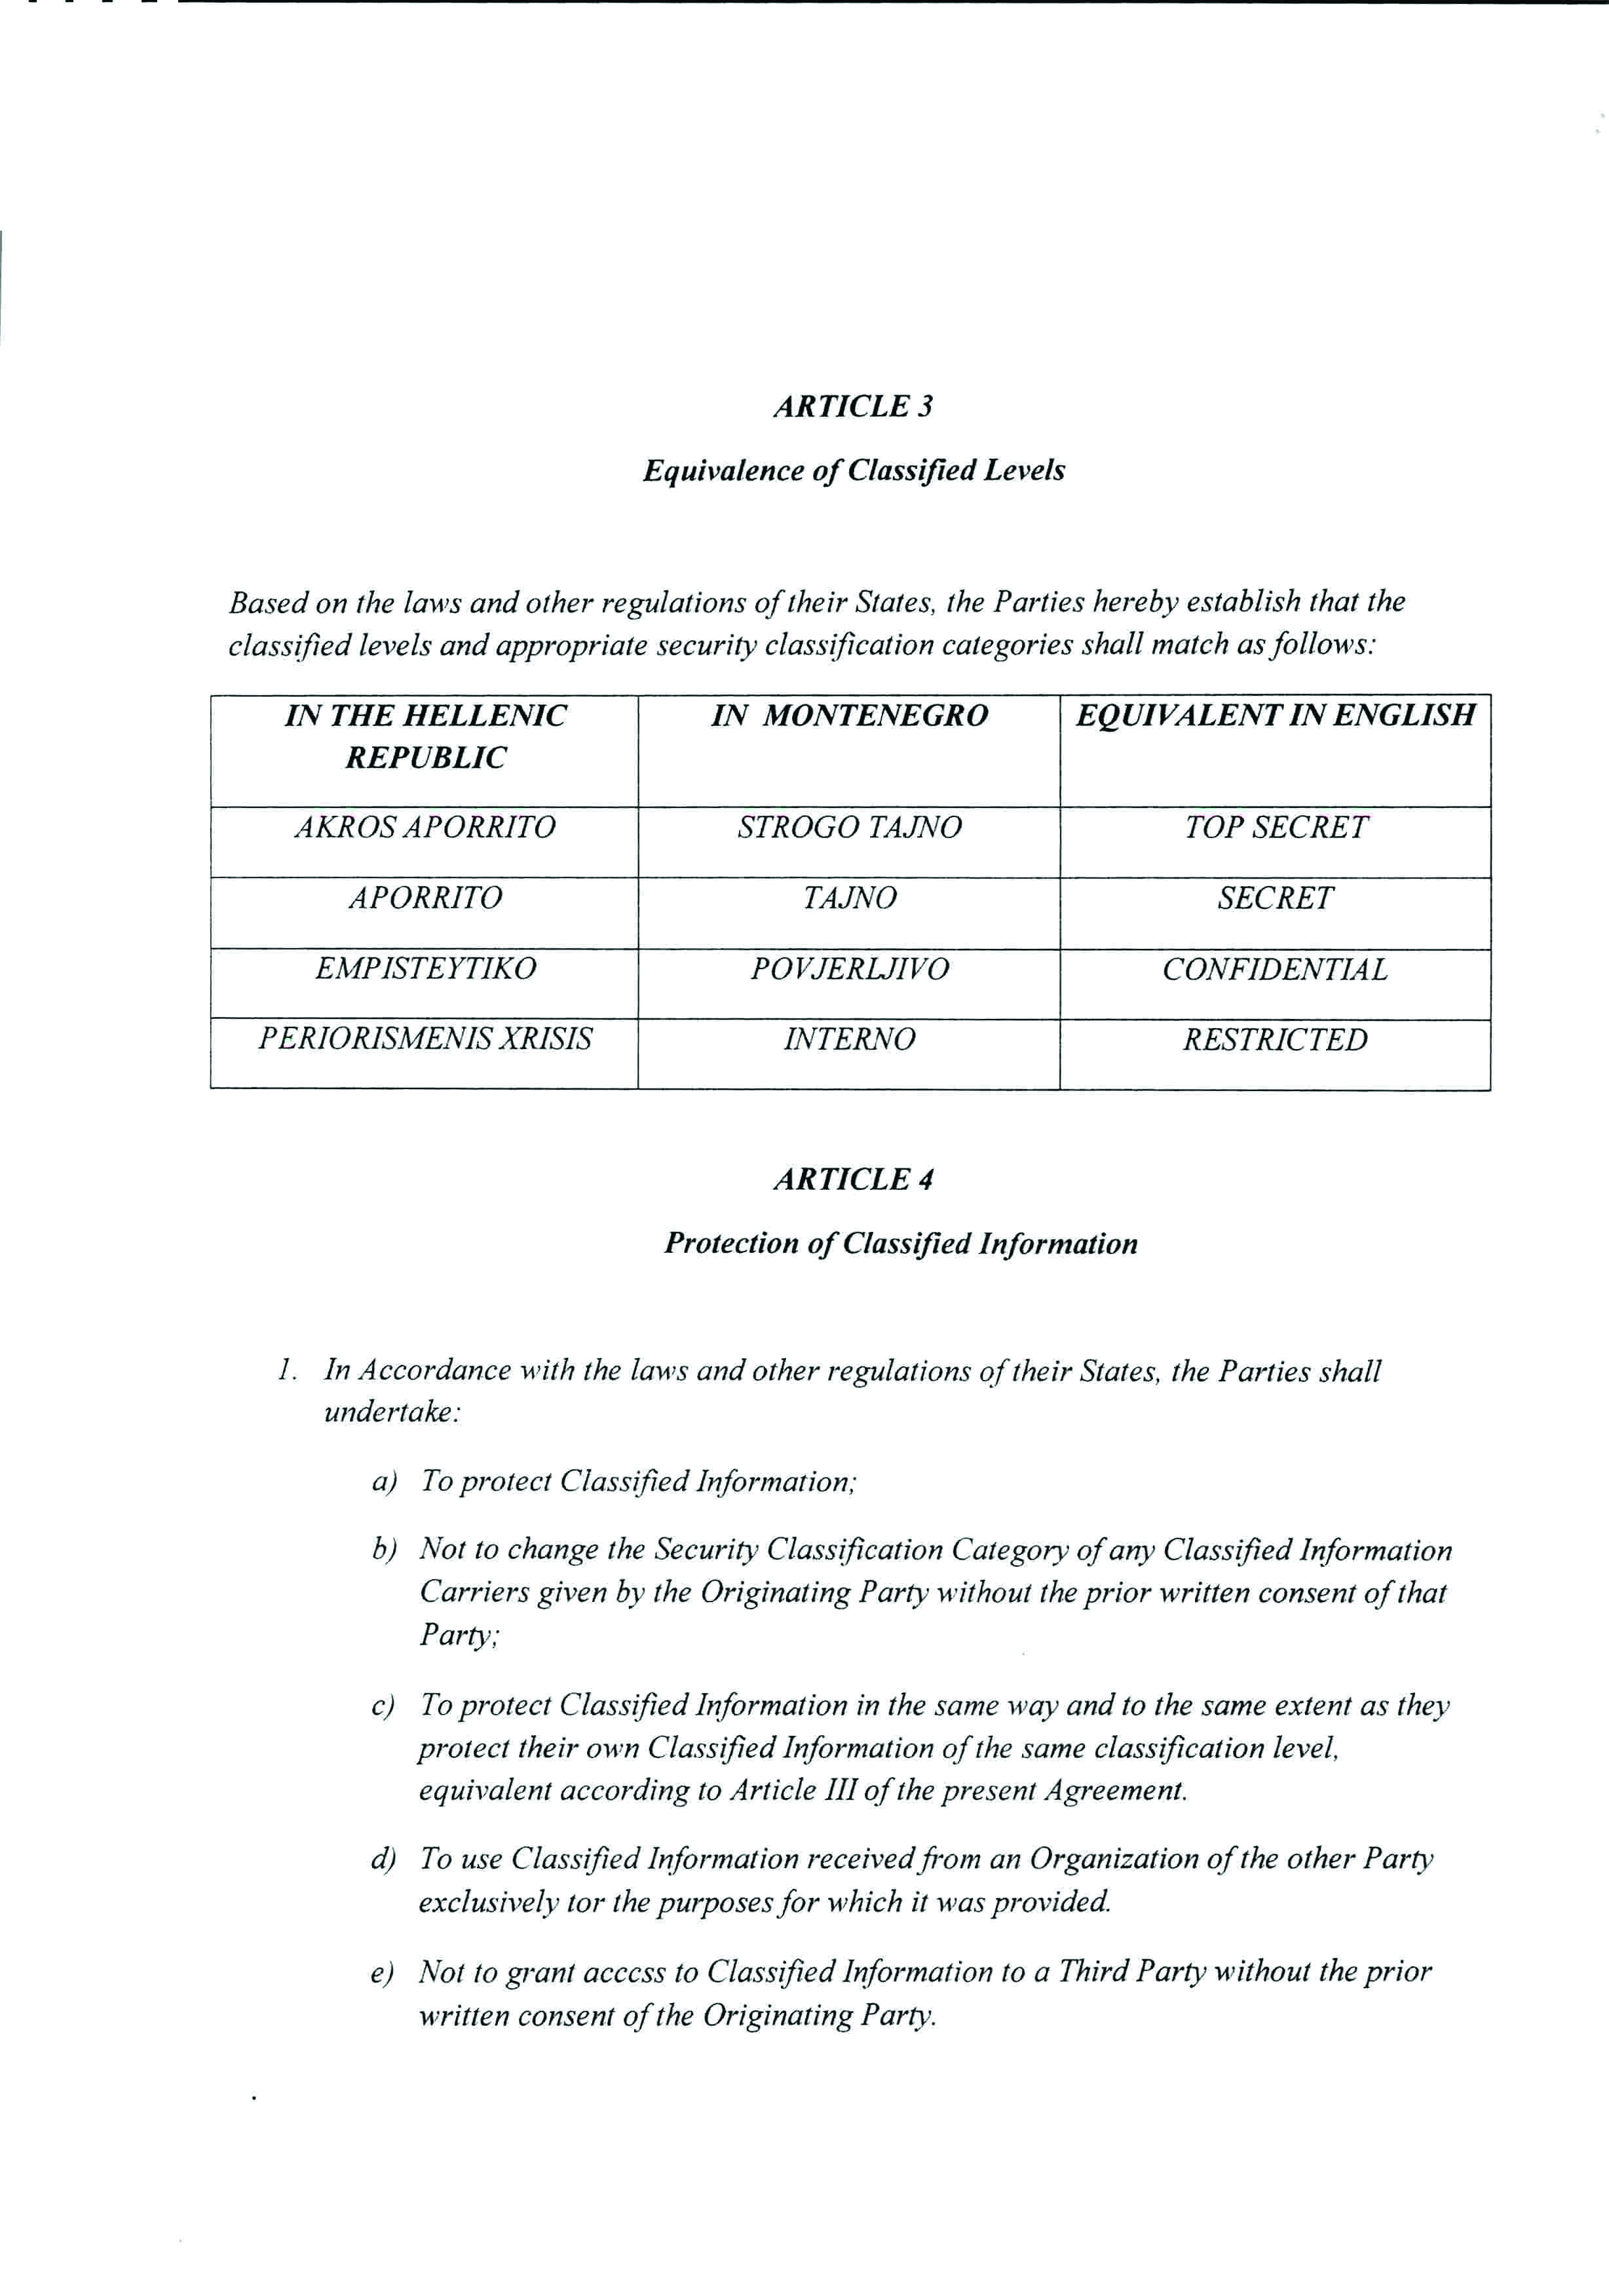 ARTICLE 3
Equivalence of Classified Levels
Based on the laws and other regulations of their States, the Parties hereby establish that the
classified levels and appropriate security classification categories shall match as follows:
IN THE HELLENIC REPUBLIC IN MONTENEGRO EQUIVALENT IN ENGLISH
AKROS APORRITO STROGO TAJNO TOP SECRET
APORRITO TAJNO SECRET
EMPISTEYTIKO POVJERLJIVO CONFIDENTIAL
PERIORISMENIS XRISIS INTERNO RESTRICTED
ARTICLE 4
Protection of Classified Information
1. In Accordance with the laws and other regulations of their States, the Parties shall
undertake:
a) To protect Classified Information;
b) Not to change the Security Classification Category of any Classified Information
Carriers given by the Originating Party without the prior written consent of that
Party;
c) To protect Classified Information in the same way and to the same extent as they
protect their own Classified Information of the same classification level,
equivalent according to Article III of the present Agreement.
d) To use Classified Information received from an Organization of the other Party
exclusively tor the purposes for which it was provided.
e) Not to grant acccss to Classified Information to a Third Party without the prior
written consent of the Originating Party.